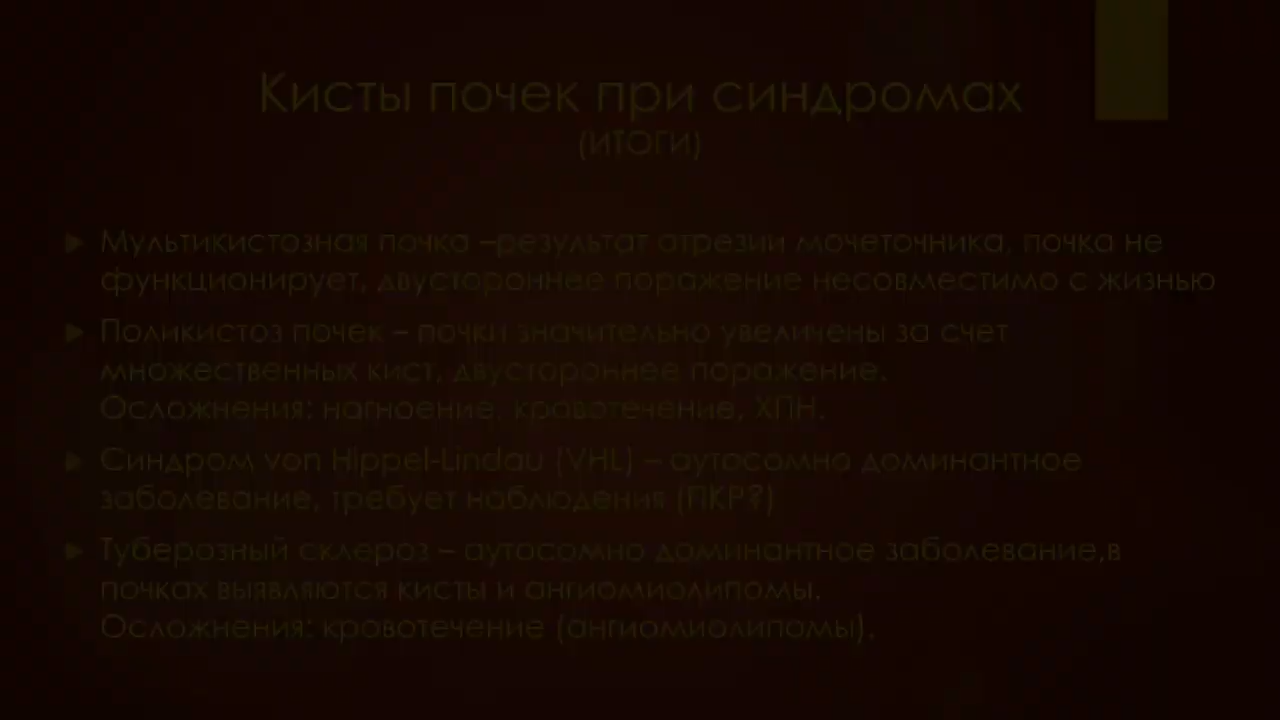 Кисты почек при синдромах
(ИТОГИ)
Мультикистозная почка –результат атрезии мочеточника, почка не
функционирует, двустороннее поражение несовместимо с жизнью
Поликистоз почек – почки значительно увеличены за счет
множественных кист, двустороннее поражение.
Осложнения: нагноение, кровотечение, ХПН.
Синдром von Hippel-Lindau (VHL) – аутосомно доминантное
заболевание, требует наблюдения (ПКР?)
Туберозный склероз – аутосомно доминантное заболевание,в
почках выявляются кисты и ангиомиолипомы.
Осложнения: кровотечение (ангиомиолипомы).